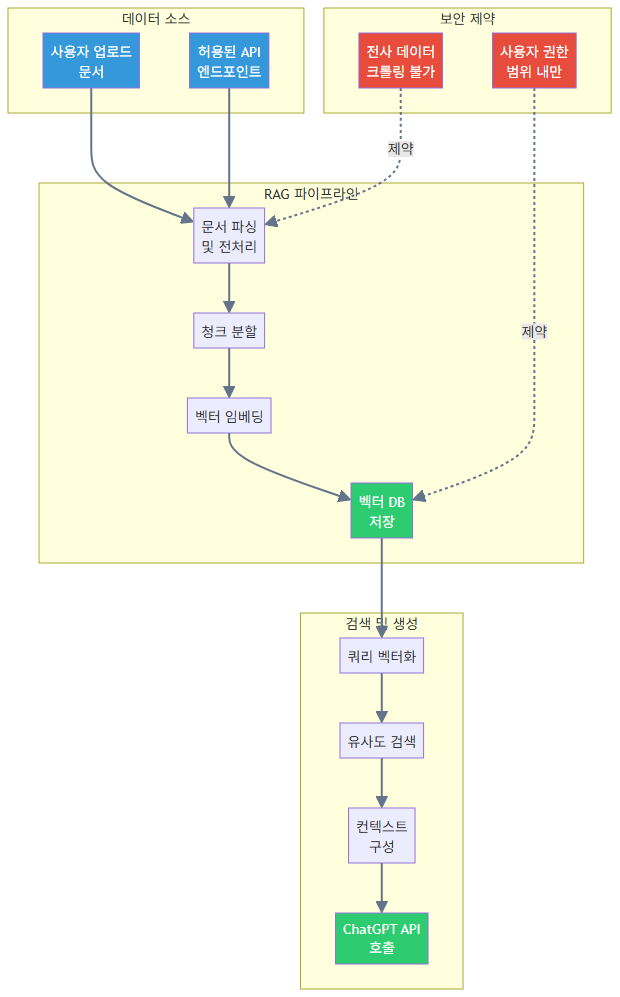 데이터 소스
사용자 업로드
문서
허용된 API
엔드포인트
보안 제약
전사 데이터
크롤링 불가
사용자 권한
범위 내만
제약
제약
RAG 파이프라인
문서 파싱
및 전처리
청크 분할
벡터 임베딩
벡터 DB
저장
검색 및 생성
쿼리 벡터화
유사도 검색
컨텍스트
구성
ChatGPT API
호출